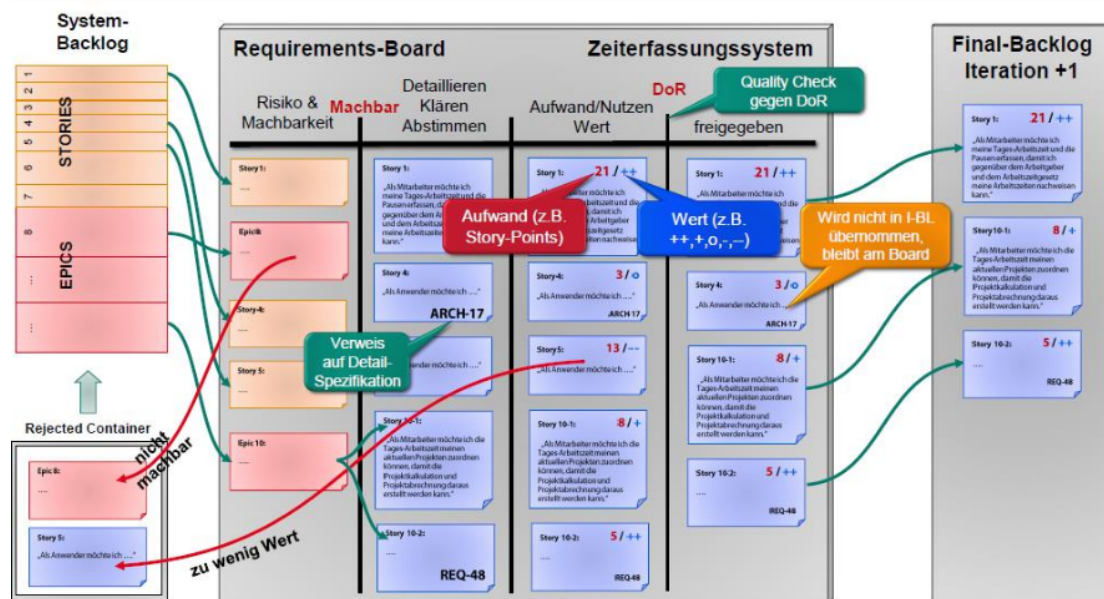 System-
Backlog
1
2
3
4
5
6
7
8
...
...
STORIES
EPICS
Rejected Container
Epic 8:
....
Story 5:
„Als Anwender möchte ich ....“
nicht
machbar
zu wenig Wert
Requirements-Board
Zeiterfassungssystem
Risiko &
Machbarkeit
Machbar
Detaillieren
Klären
Abstimmen
Aufwand/Nutzen
Wert
DoR
freigegeben
Quality Check
gegen DoR
Story 1:
....
Epic 8:
....
Story 4:
....
Story 5:
....
Epic 10:
....
Story 1:
„Als Mitarbeiter möchte ich
meine Tages-Arbeitszeit und die
Pausen erfassen, damit ich
gegenüber dem Arbeitgeber
und dem Arbeitszeitgesetz
meine Arbeitszeiten nachweisen
kann.“
Story 4:
„Als Anwender möchte ich ....“
ARCH-17
Verweis
auf Detail-
Spezifikation
Anwender möchte ich ....“
Story 10-1:
„Als Mitarbeiter möchte ich die
Tages-Arbeitszeit meinen
aktuellen Projekten zuordnen
können, damit die
Projektkalkulation und
Projektabrechnung daraus
erstellt werden kann.“
Story 10-2:
....
REQ-48
Story 1:
21 / ++
„Als Mitarbeiter möchte ich
Aufwand (z.B.
Story-Points)
Wert (z.B.
++,+,o,-,--)
Story 4:
3 / o
„Als Anwender möchte ich ....“
ARCH-17
Story 5:
13 / --
„Als Anwender möchte ich ....“
Story 10-1:
8 / +
„Als Mitarbeiter möchte ich die
Tages-Arbeitszeit meinen
aktuellen Projekten zuordnen
können, damit die
Projektkalkulation und
Projektabrechnung daraus
erstellt werden kann.“
Story 10-2:
5 / ++
....
REQ-48
Story 1:
21 / ++
Wird nicht in I-BL
übernommen,
bleibt am Board
Story 4:
3 / o
„Als Anwender möchte ich
ARCH-17
Story 10-1:
8 / +
„Als Mitarbeiter möchte ich die
Tages-Arbeitszeit meinen
aktuellen Projekten zuordnen
können, damit die
Projektkalkulation und
Projektabrechnung daraus
erstellt werden kann.“
Story 10-2:
5 / ++
....
REQ-48
Final-Backlog
Iteration +1
Story 1:
21 / ++
„Als Mitarbeiter möchte ich
meine Tages-Arbeitszeit und die
Pausen erfassen, damit ich
gegenüber dem Arbeitgeber
und dem Arbeitszeitgesetz
meine Arbeitszeiten nachweisen
kann.“
Story 10-1:
8 / +
„Als Mitarbeiter möchte ich die
Tages-Arbeitszeit meinen
aktuellen Projekten zuordnen
können, damit die
Projektkalkulation und
Projektabrechnung daraus
erstellt werden kann.“
Story 10-2:
5 / ++
....
REQ-48